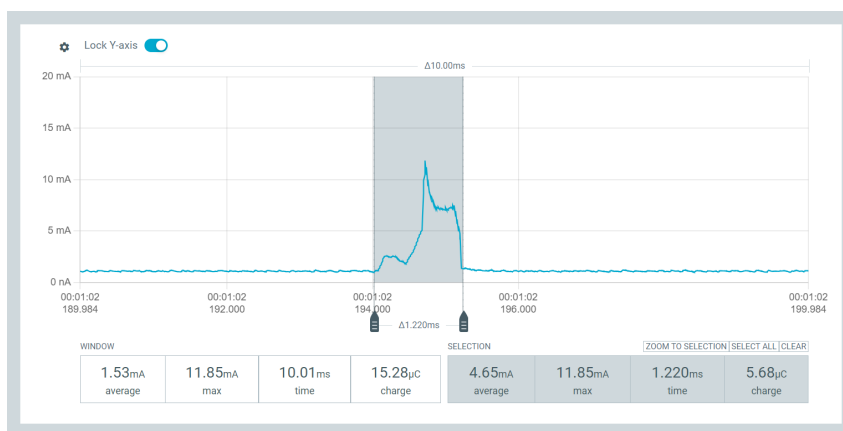 Lock Y-axis
Δ10.00ms
20 mA
15 mA
10 mA
5 mA
0 nA
00:01:02 00:01:02 00:01:02 00:01:02 00:01:02
189.984 192.000 194.000 196.000 199.984
Δ1.220ms
WINDOW SELECTION ZOOM TO SELECTION SELECT ALL CLEAR
1.53mA 11.85mA 10.01ms 15.28μC 4.65mA 11.85mA 1.220ms 5.68μC
average max time charge average max time charge